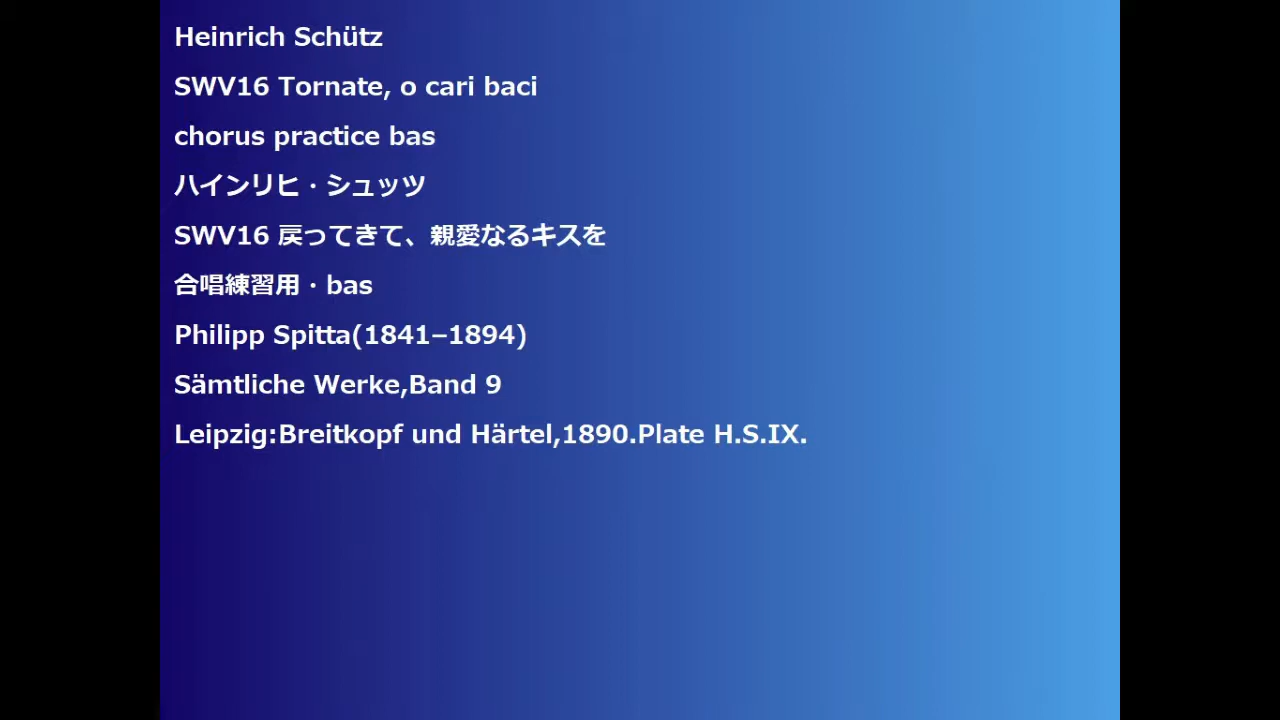 Heinrich Schütz
SWV16 Tornate, o cari baci
chorus practice bas
ハインリヒ・シュッツ
SWV16 戻ってきて、親愛なるキスを
合唱練習用・bas
Philipp Spitta(1841–1894)
Sämtliche Werke,Band 9
Leipzig:Breitkopf und Härtel,1890.Plate H.S.IX.